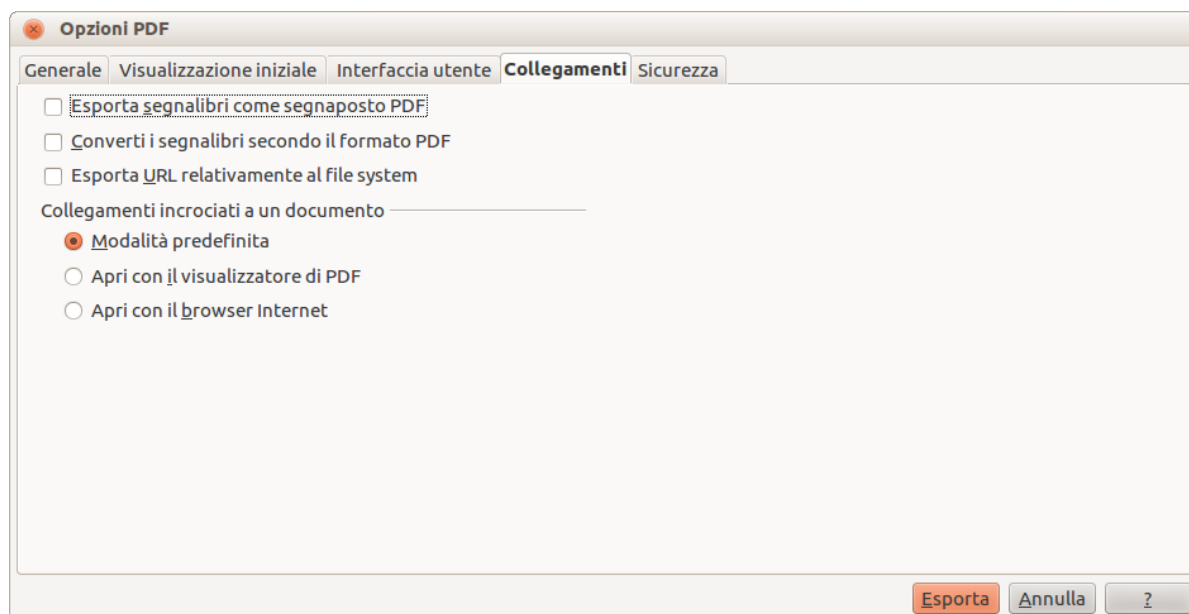 Opzioni PDF
Generale Visualizzazione iniziale Interfaccia utente Collegamenti Sicurezza
Esporta segnalibri come segnaposto PDF
Converti i segnalibri secondo il formato PDF
Esporta URL relativamente al file system
Collegamenti incrociati a un documento
Modalità predefinita
Apri con il visualizzatore di PDF
Apri con il browser Internet
Esporta Annulla ?